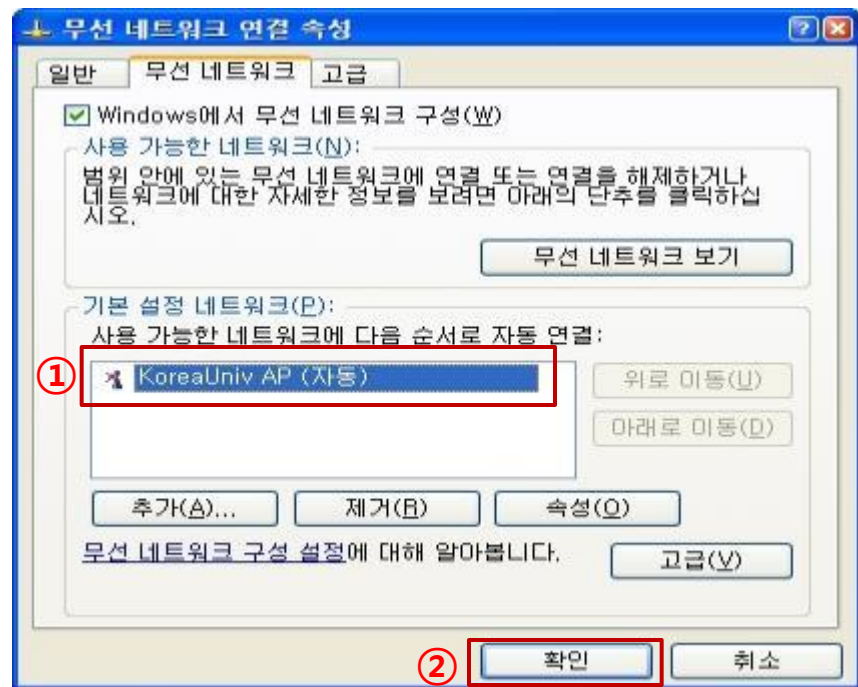 무선 네트워크 연결 속성
일반 무선 네트워크 고급
Windows에서 무선 네트워크 구성(W)
사용 가능한 네트워크(N):
범위 안에 있는 무선 네트워크에 연결 또는 연결을 해제하거나
네트워크에 대한 자세한 정보를 보려면 아래의 단추를 클릭하십
시오.
무선 네트워크 보기
기본 설정 네트워크(P):
사용 가능한 네트워크에 다음 순서로 자동 연결:
① KoreaUniv AP (자동)
위로 이동(U)
아래로 이동(D)
추가(A)... 제거(R) 속성(O)
무선 네트워크 구성 설정에 대해 알아봅니다.
고급(V)
② 확인 취소